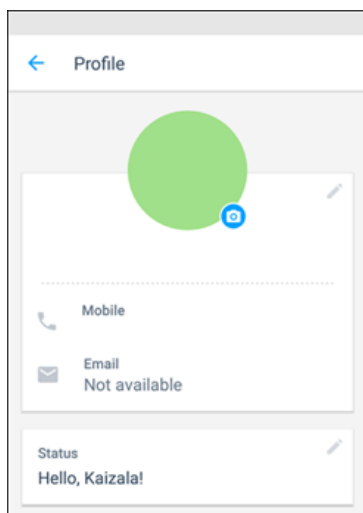 Profile
Mobile
Email
Not available
Status
Hello, Kaizala!